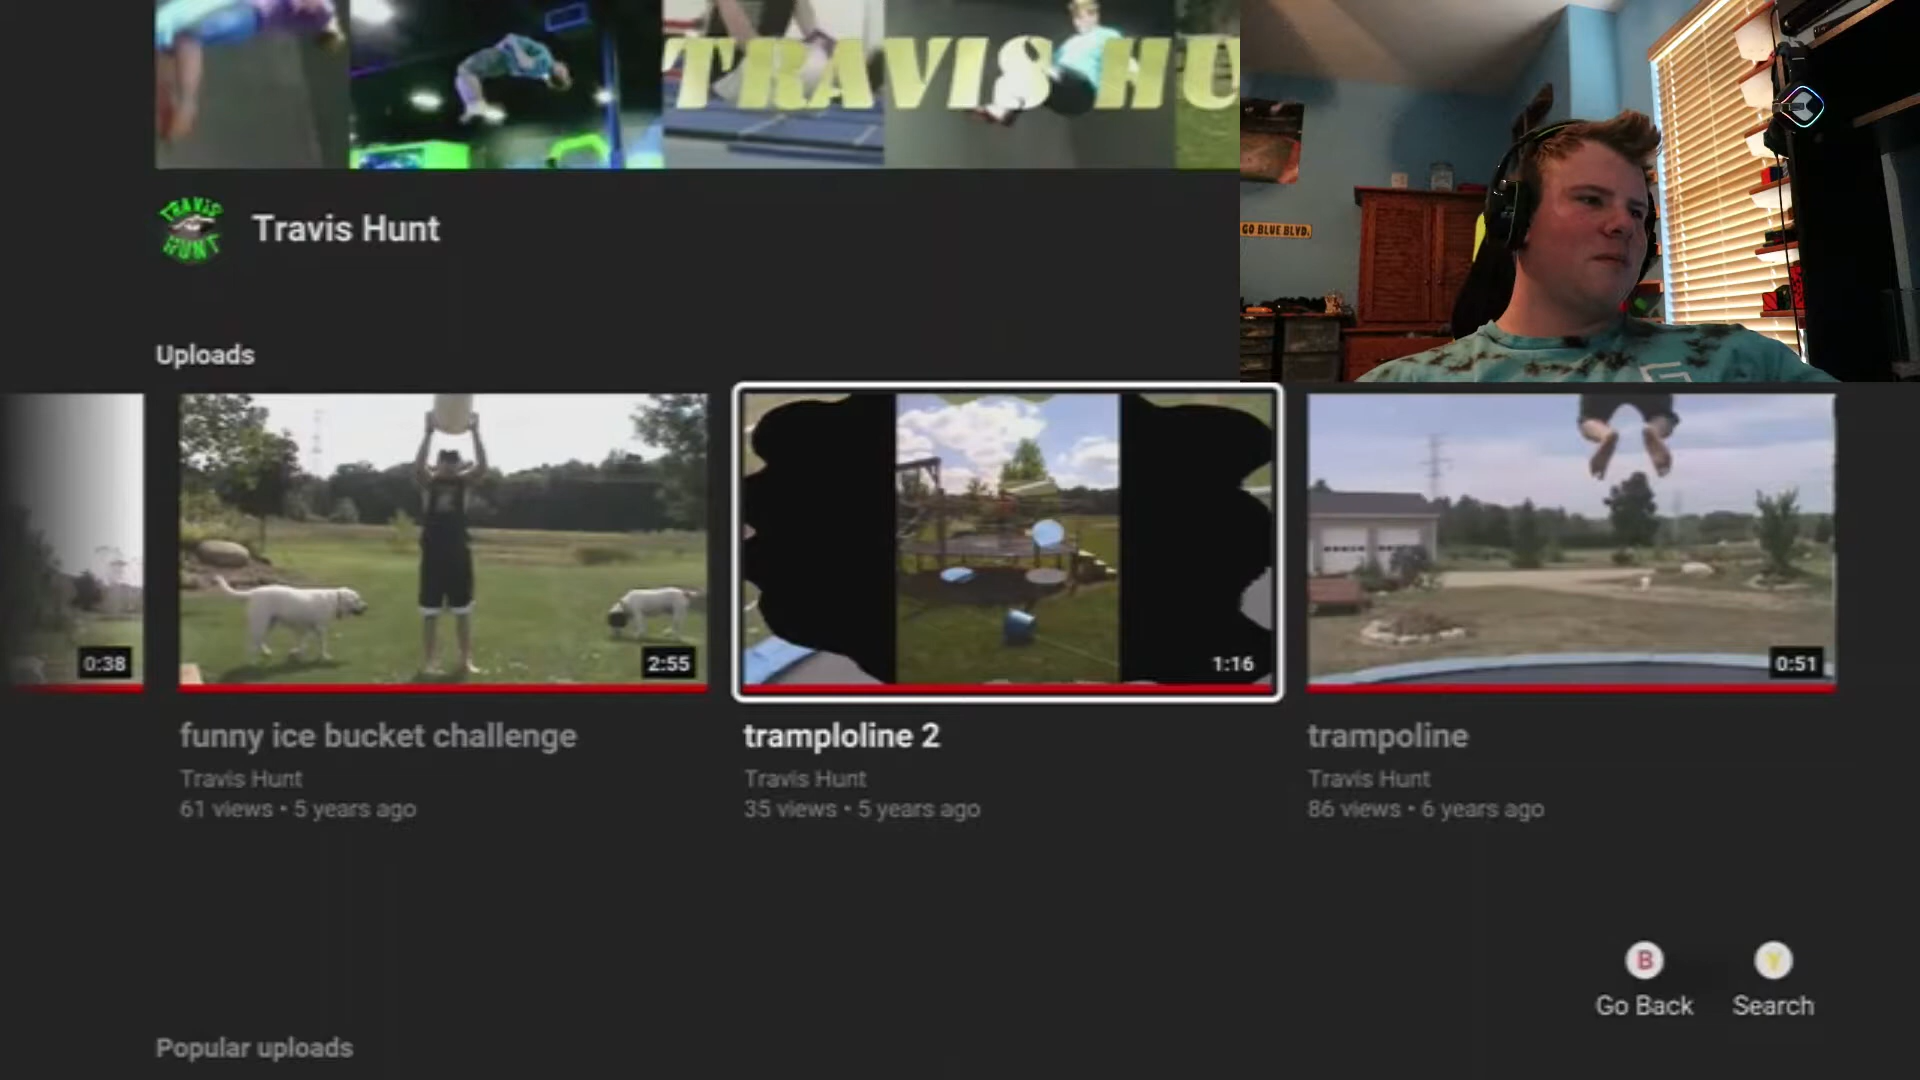 TRAVIS HU
GO BLUE BLVD.
TRAVIS
HUNT
Travis Hunt
Uploads
0:38
2:55
1:16
0:51
funny ice bucket challenge
Travis Hunt
61 views • 5 years ago
tramploline 2
Travis Hunt
35 views • 5 years ago
trampoline
Travis Hunt
86 views • 6 years ago
B
Go Back
Y
Search
Popular uploads